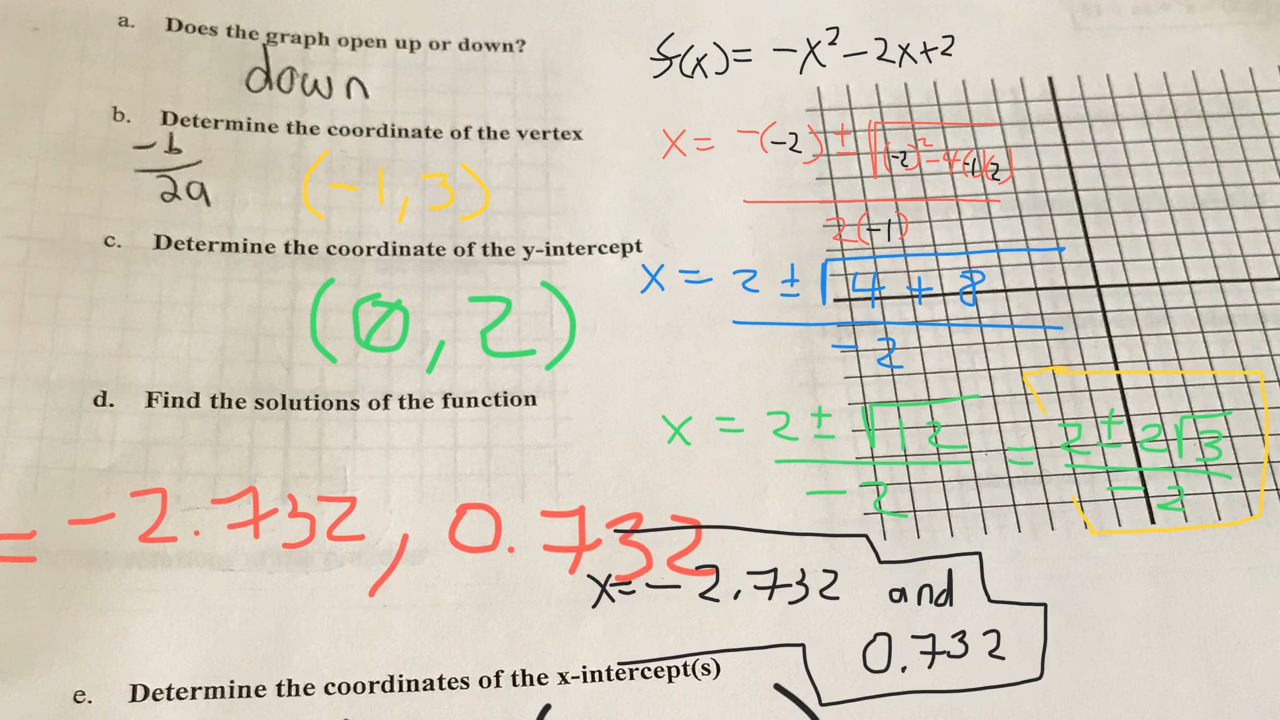 a. Does the graph open up or down?
down
f(x) = -x² - 2x + 2
b. Determine the coordinate of the vertex
-b/2a
(-1, 3)
x = -(-2) ± √(-2)² - 4(-1)(2)
2(-1)
c. Determine the coordinate of the y-intercept
(0, 2)
x = 2 ± √4 + 8
-2
d. Find the solutions of the function
x = 2 ± √12 / -2 = 2 ± 2√3 / -2
= -2.732, 0.732
x = -2.732 and
0.732
e. Determine the coordinates of the x-intercept(s)